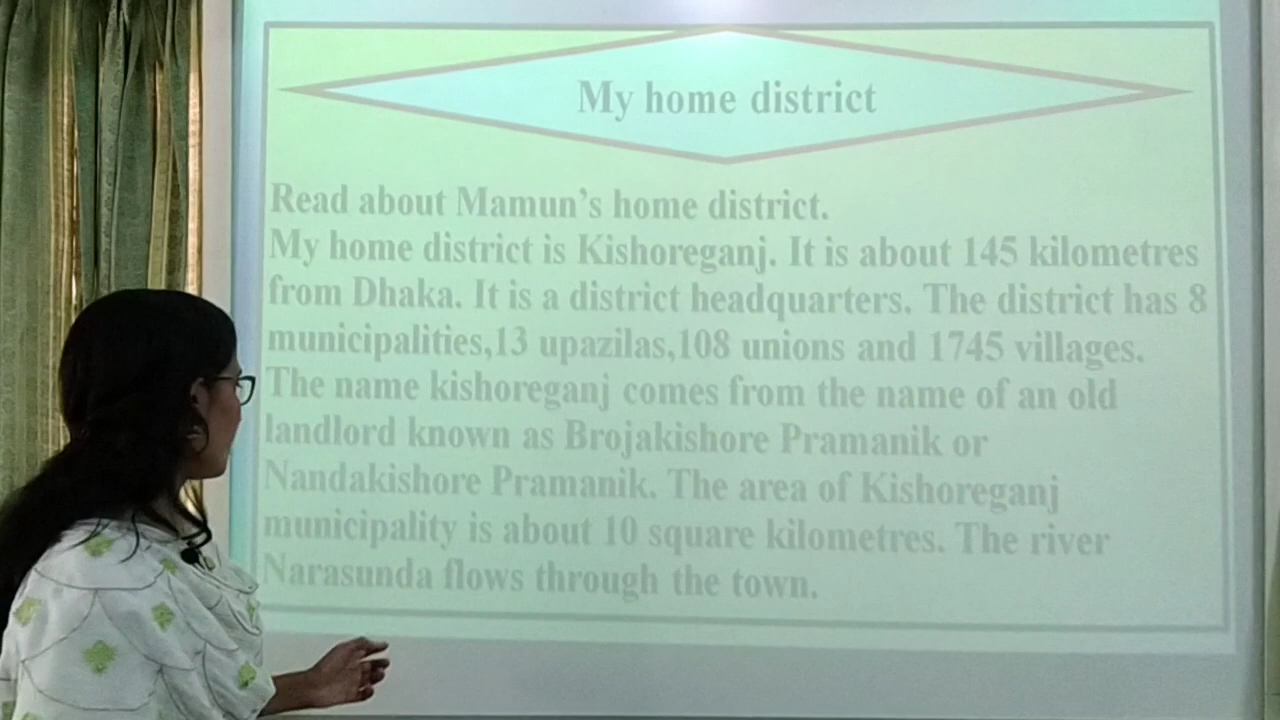 My home district
Read about Mamun's home district.
My home district is Kishoreganj. It is about 145 kilometres
from Dhaka. It is a district headquarters. The district has 8
municipalities,13 upazilas,108 unions and 1745 villages.
The name kishoreganj comes from the name of an old
landlord known as Brojakishore Pramanik or
Nandakishore Pramanik. The area of Kishoreganj
municipality is about 10 square kilometres. The river
Narasunda flows through the town.